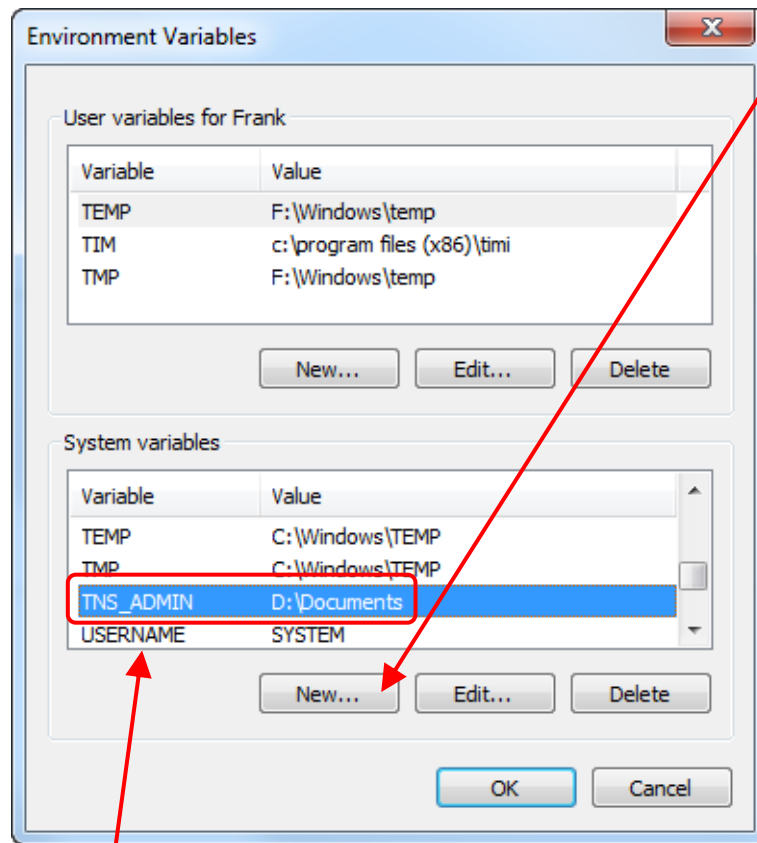 Environment Variables
User variables for Frank
Variable Value
TEMP F:\Windows\temp
TIM c:\program files (x86)\timi
TMP F:\Windows\temp
New... Edit... Delete
System variables
Variable Value
TEMP C:\Windows\TEMP
TMP C:\Windows\TEMP
TNS_ADMIN D:\Documents
USERNAME SYSTEM
New... Edit... Delete
OK Cancel